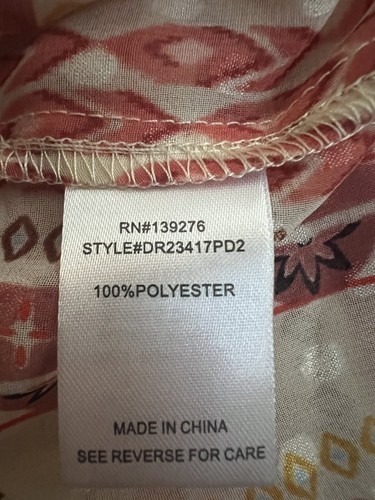 RN#139276
STYLE#DR23417PD2
100%POLYESTER
MADE IN CHINA
SEE REVERSE FOR CARE